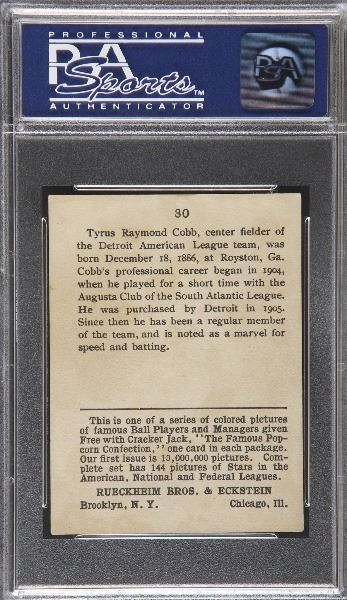 PROFESSIONAL
PSA
Sports™
AUTHENTICATOR
PSA
30
Tyrus Raymond Cobb, center fielder of
the Detroit American League team, was
born December 18, 1886, at Royston, Ga.
Cobb's professional career began in 1904,
when he played for a short time with the
Augusta Club of the South Atlantic League.
He was purchased by Detroit in 1905.
Since then he has been a regular member
of the team, and is noted as a marvel for
speed and batting.
This is one of a series of colored pictures
of famous Ball Players and Managers given
Free with Cracker Jack, "The Famous Pop-
corn Confection," one card in each package.
Our first issue is 10,000,000 pictures. Com-
plete set has 144 pictures of Stars in the
American, National and Federal Leagues.
RUECKHEIM BROS. & ECKSTEIN
Brooklyn, N. Y. Chicago, Ill.